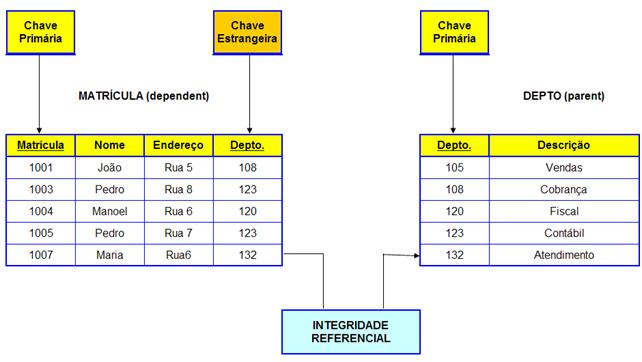 Chave
Primária
Chave
Estrangeira
Chave
Primária
MATRÍCULA (dependent)
DEPTO (parent)
Matricula Nome Endereço Depto.
1001 João Rua 5 108
1003 Pedro Rua 8 123
1004 Manoel Rua 6 120
1005 Pedro Rua 7 123
1007 Maria Rua6 132
Depto. Descrição
105 Vendas
108 Cobrança
120 Fiscal
123 Contábil
132 Atendimento
INTEGRIDADE
REFERENCIAL